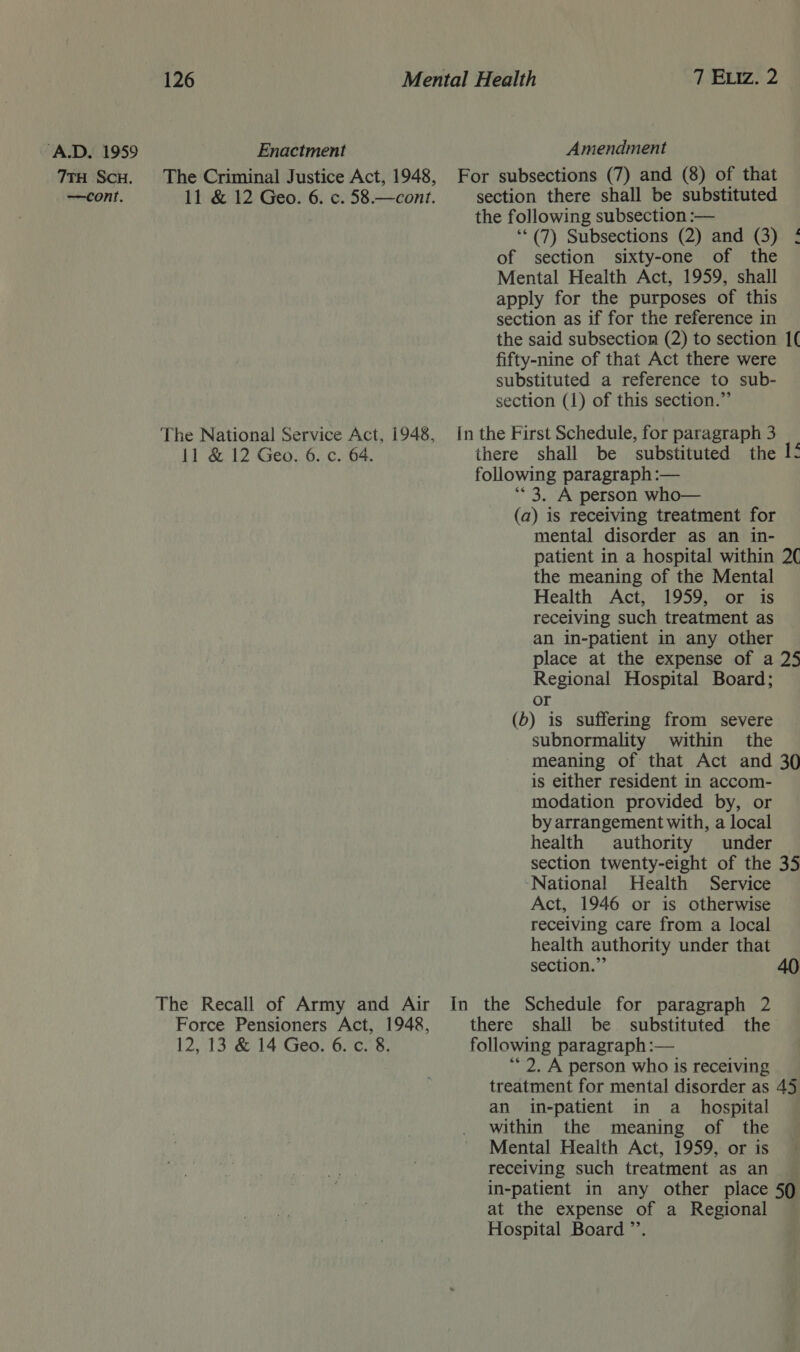 126 Mental Health 7 ELIZ. 2
A.D. 1959
7TH SCH.
—cont.
Enactment
The Criminal Justice Act, 1948,
11 & 12 Geo. 6. c. 58.—cont.
Amendment
For subsections (7) and (8) of that
section there shall be substituted
the following subsection:—
“(7) Subsections (2) and (3)
of section sixty-one of the
Mental Health Act, 1959, shall
apply for the purposes of this
section as if for the reference in
the said subsection (2) to section 10
fifty-nine of that Act there were
substituted a reference to sub-
section (1) of this section.”
The National Service Act, 1948,
11 & 12 Geo. 6. c. 64.
In the First Schedule, for paragraph 3
there shall be substituted the 15
following paragraph:—
“3. A person who—
(a) is receiving treatment for
mental disorder as an in-
patient in a hospital within 20
the meaning of the Mental
Health Act, 1959, or is
receiving such treatment as
an in-patient in any other
place at the expense of a 25
Regional Hospital Board;
or
(b) is suffering from severe
subnormality within the
meaning of that Act and 30
is either resident in accom-
modation provided by, or
by arrangement with, a local
health authority under
section twenty-eight of the 35
National Health Service
Act, 1946 or is otherwise
receiving care from a local
health authority under that
section.” 40
The Recall of Army and Air
Force Pensioners Act, 1948,
12, 13 & 14 Geo. 6. c. 8.
In the Schedule for paragraph 2
there shall be substituted the
following paragraph:—
“2. A person who is receiving
treatment for mental disorder as 45
an in-patient in a hospital
within the meaning of the
Mental Health Act, 1959, or is
receiving such treatment as an
in-patient in any other place 50
at the expense of a Regional
Hospital Board”.